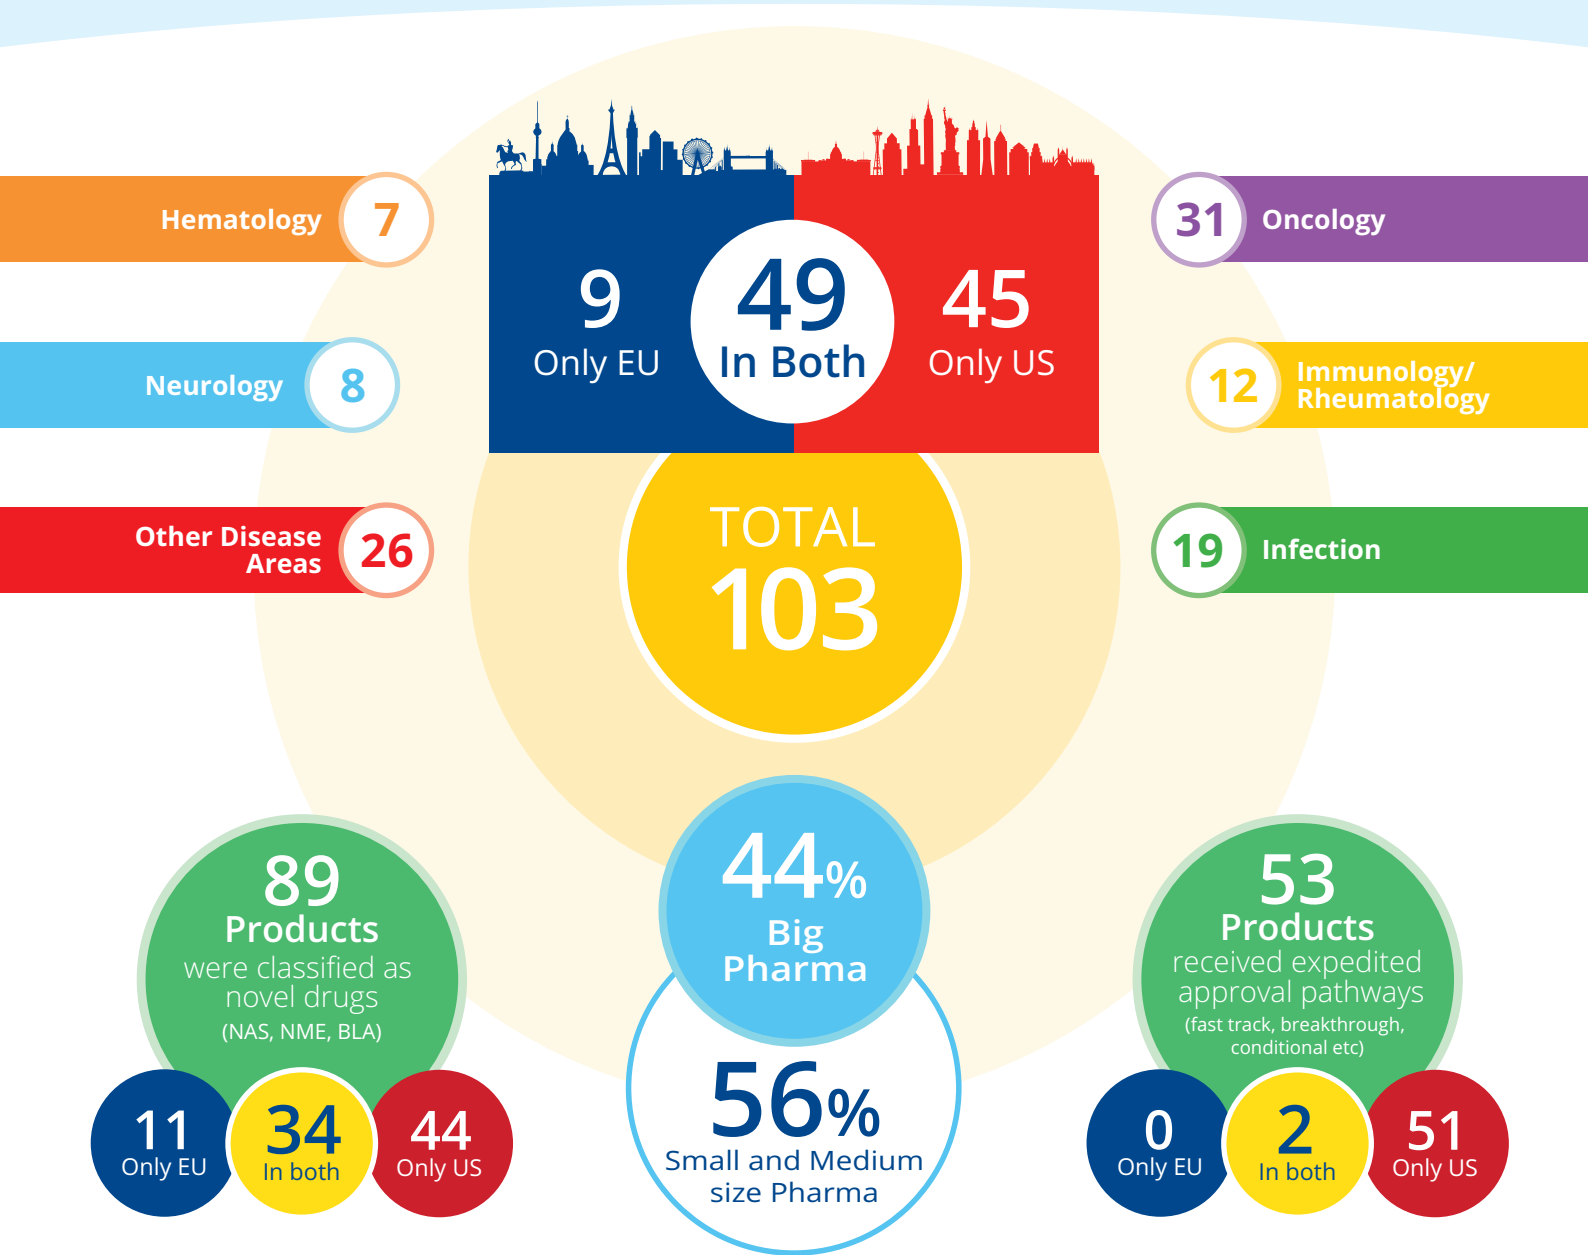 Hematology
7
Neurology
8
Other Disease
Areas
26
9
Only EU
49
In Both
45
Only US
31
Oncology
12
Immunology/
Rheumatology
19
Infection
TOTAL
103
89
Products
were classified as
novel drugs
(NAS, NME, BLA)
11
Only EU
34
In both
44
Only US
44%
Big
Pharma
56%
Small and Medium
size Pharma
53
Products
received expedited
approval pathways
(fast track, breakthrough,
conditional etc)
0
Only EU
2
In both
51
Only US